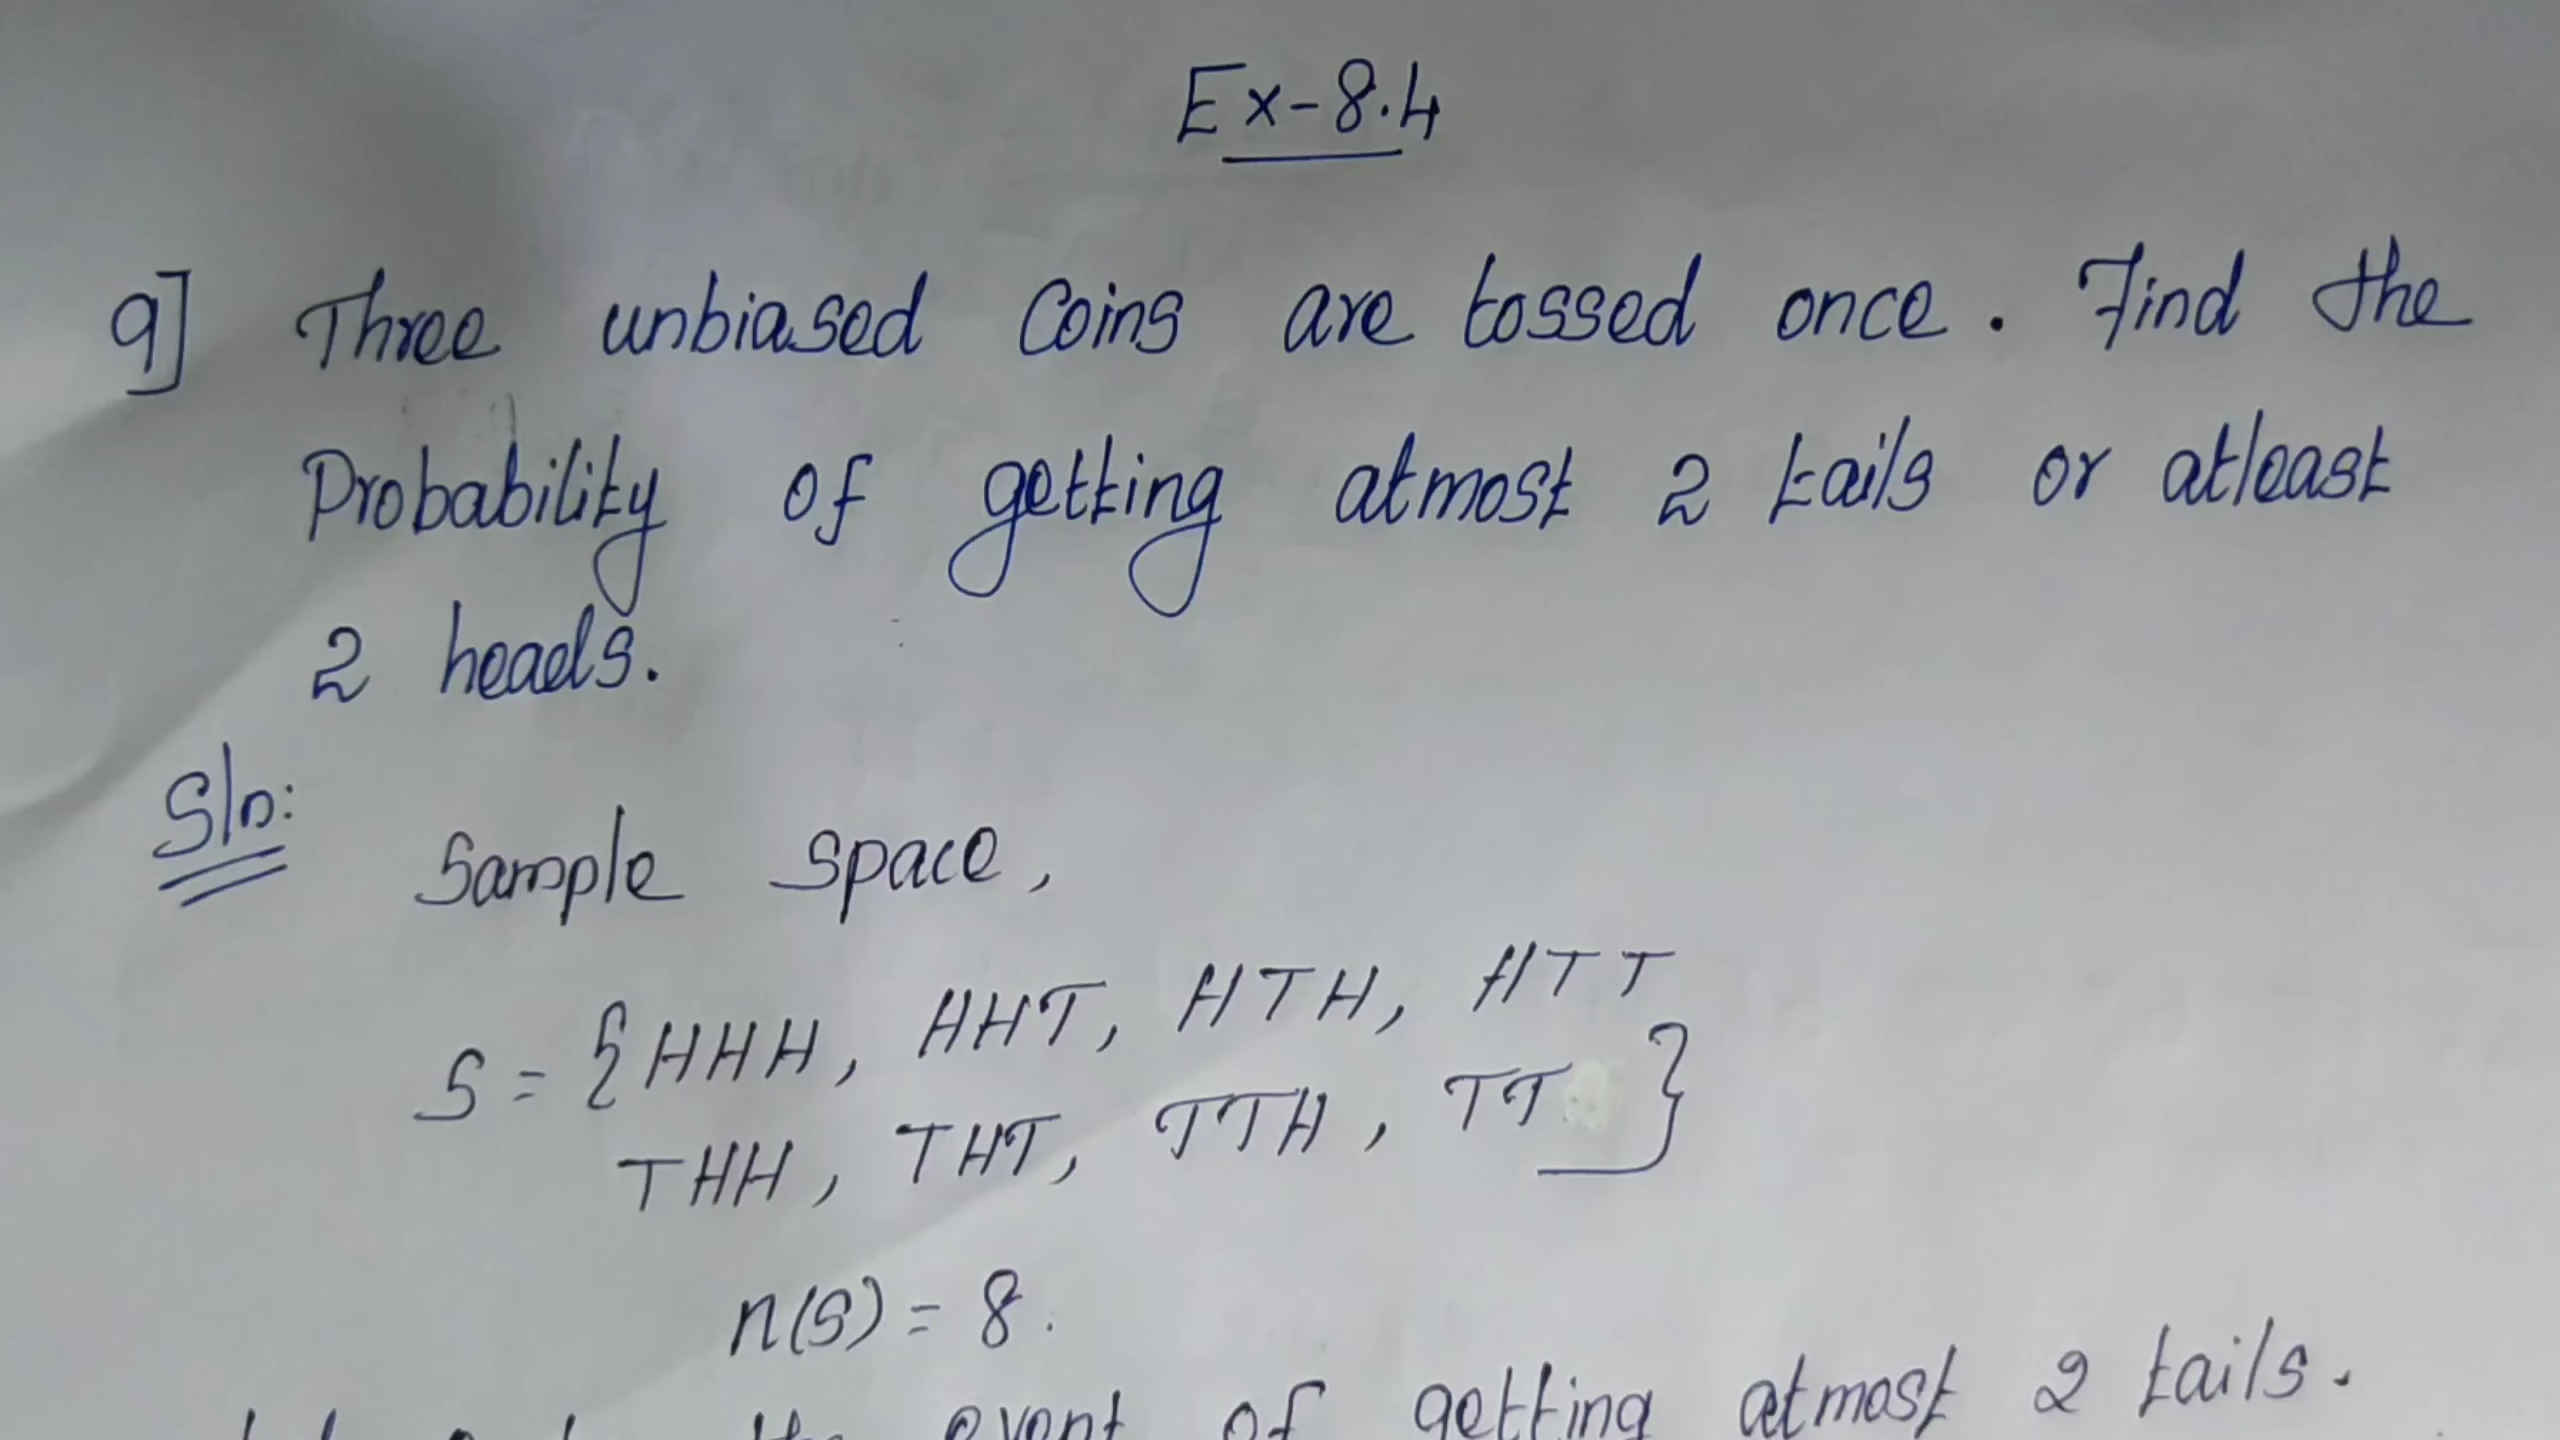 Ex-8.4
9] Three unbiased Coins are tossed once. Find the
Probability of getting atmost 2 tails or atleast
2 heads.
Sln:
Sample space,
S = {HHH, HHT, HTH, HTT
THH, THT, TTH, TT }
n(S) = 8.
event of getting atmost 2 tails.